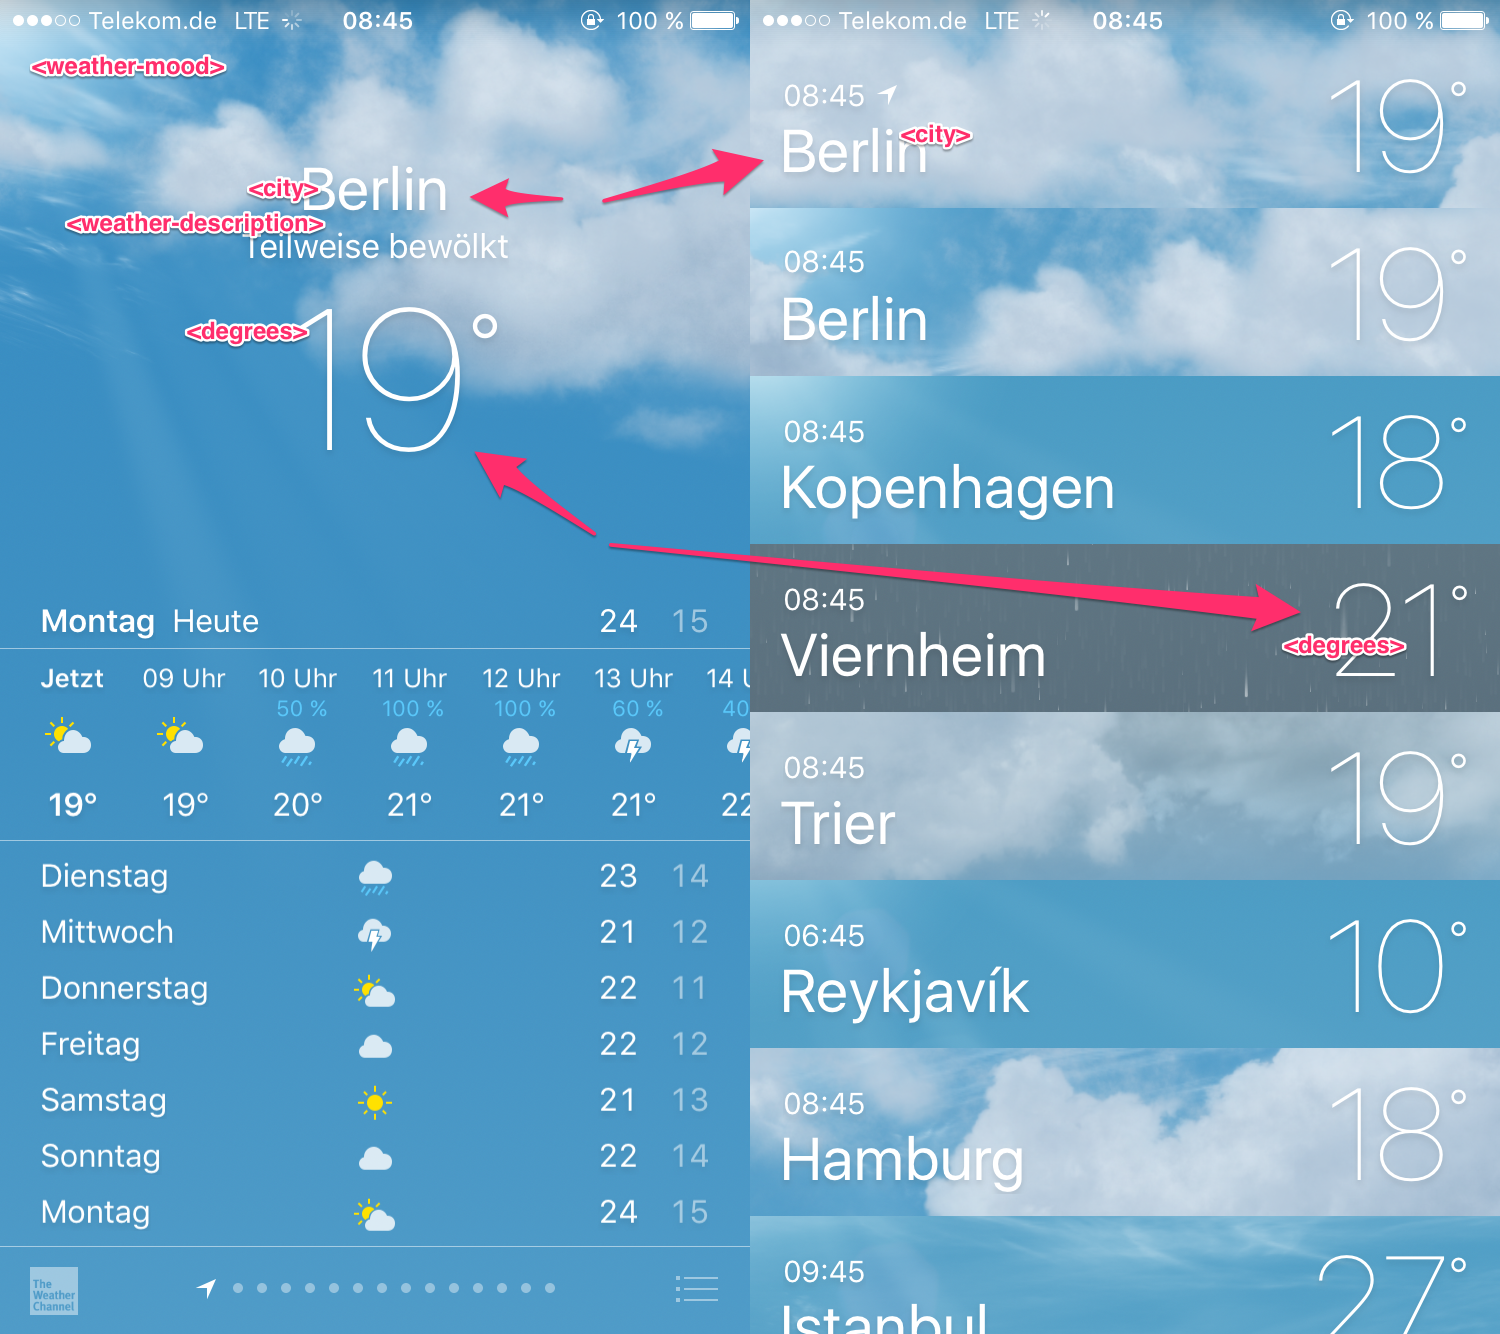 Telekom.de LTE 08:45 100 %
<weather-mood>
<city> Berlin
<weather-description>
Teilweise bewölkt
<degrees> 19°
Montag Heute 24 15
Jetzt 09 Uhr 10 Uhr 11 Uhr 12 Uhr 13 Uhr 14 U
50 % 100 % 100 % 60 % 40
19° 19° 20° 21° 21° 21° 22
Dienstag 23 14
Mittwoch 21 12
Donnerstag 22 11
Freitag 22 12
Samstag 21 13
Sonntag 22 14
Montag 24 15
The
Weather
Channel
Telekom.de LTE 08:45 100 %
08:45
Berlin <city> 19°
08:45
Berlin 19°
08:45
Kopenhagen 18°
08:45
Viernheim <degrees> 21°
08:45
Trier 19°
06:45
Reykjavík 10°
08:45
Hamburg 18°
09:45
Istanbul 27°